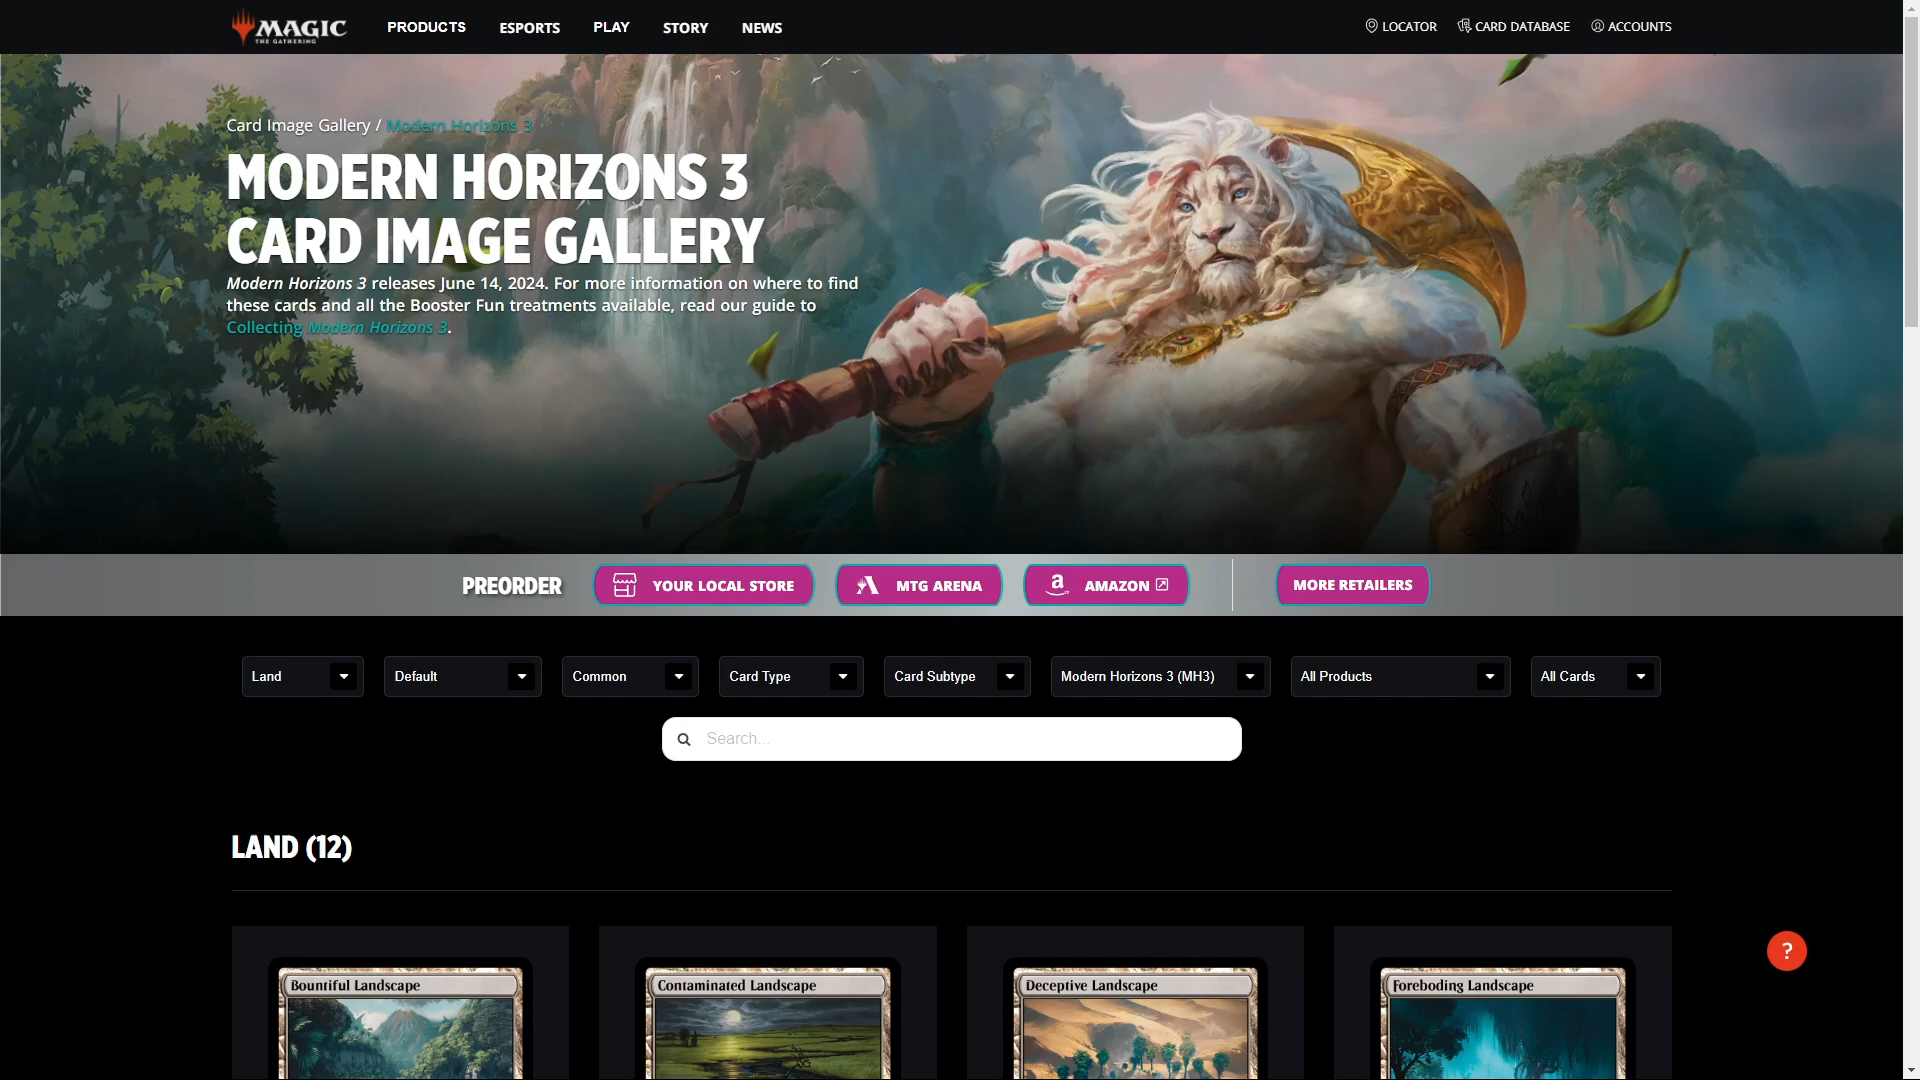 MAGIC
THE GATHERING
PRODUCTS
ESPORTS
PLAY
STORY
NEWS
LOCATOR
CARD DATABASE
ACCOUNTS
Card Image Gallery / Modern Horizons 3
MODERN HORIZONS 3
CARD IMAGE GALLERY
Modern Horizons 3 releases June 14, 2024. For more information on where to find
these cards and all the Booster Fun treatments available, read our guide to
Collecting Modern Horizons 3.
PREORDER
YOUR LOCAL STORE
MTG ARENA
AMAZON
MORE RETAILERS
Land
Default
Common
Card Type
Card Subtype
Modern Horizons 3 (MH3)
All Products
All Cards
Search...
LAND (12)
?
Bountiful Landscape
Contaminated Landscape
Deceptive Landscape
Foreboding Landscape